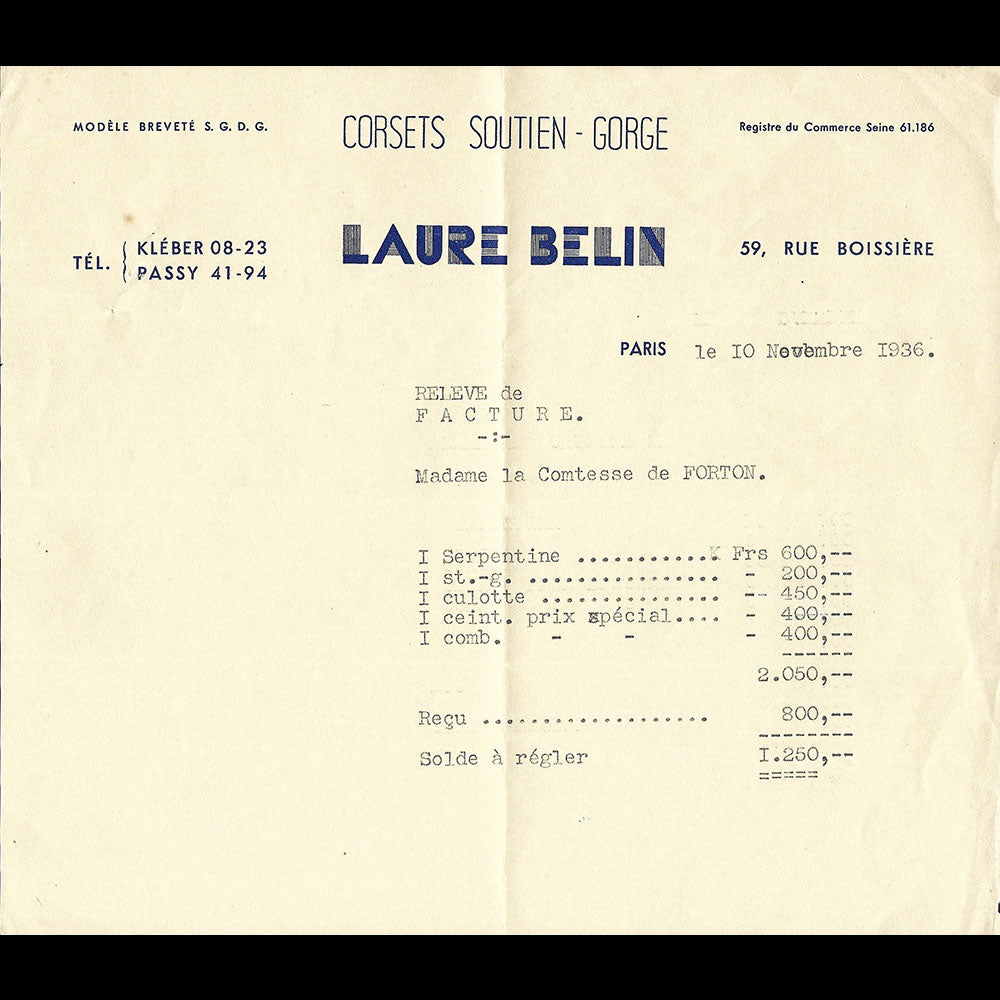 MODÈLE BREVETÉ S. G. D. G.
CORSETS SOUTIEN - GORGE
Registre du Commerce Seine 61.186
TÉL. { KLÉBER 08-23
PASSY 41-94
LAURE BELIN
59, RUE BOISSIÈRE
PARIS le IO Novembre I936.
RELEVE de
F A C T U R E.
-:-
Madame la Comtesse de FORTON.
I Serpentine ............ Frs 600,--
I st.-g. ................ - 200,--
I culotte ............... -- 450,--
I ceint. prix spécial.... - 400,--
I comb. - - - 400,--
------
2.050,--
Reçu ................... 800,--
--------
Solde à régler I.250,--
=====